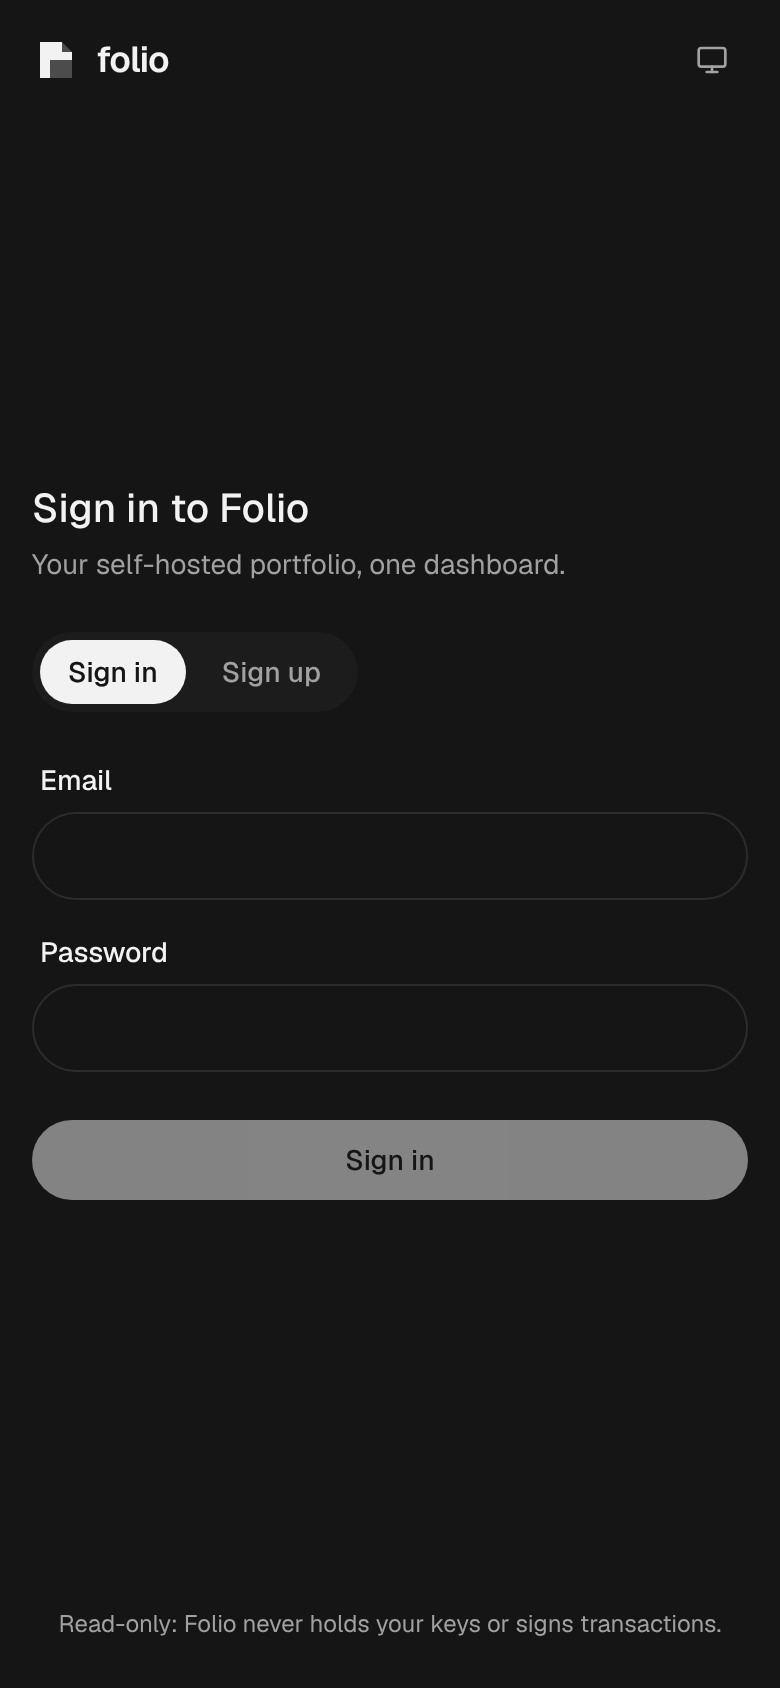 folio
Sign in to Folio
Your self-hosted portfolio, one dashboard.
Sign in
Sign up
Email
Password
Sign in
Read-only: Folio never holds your keys or signs transactions.